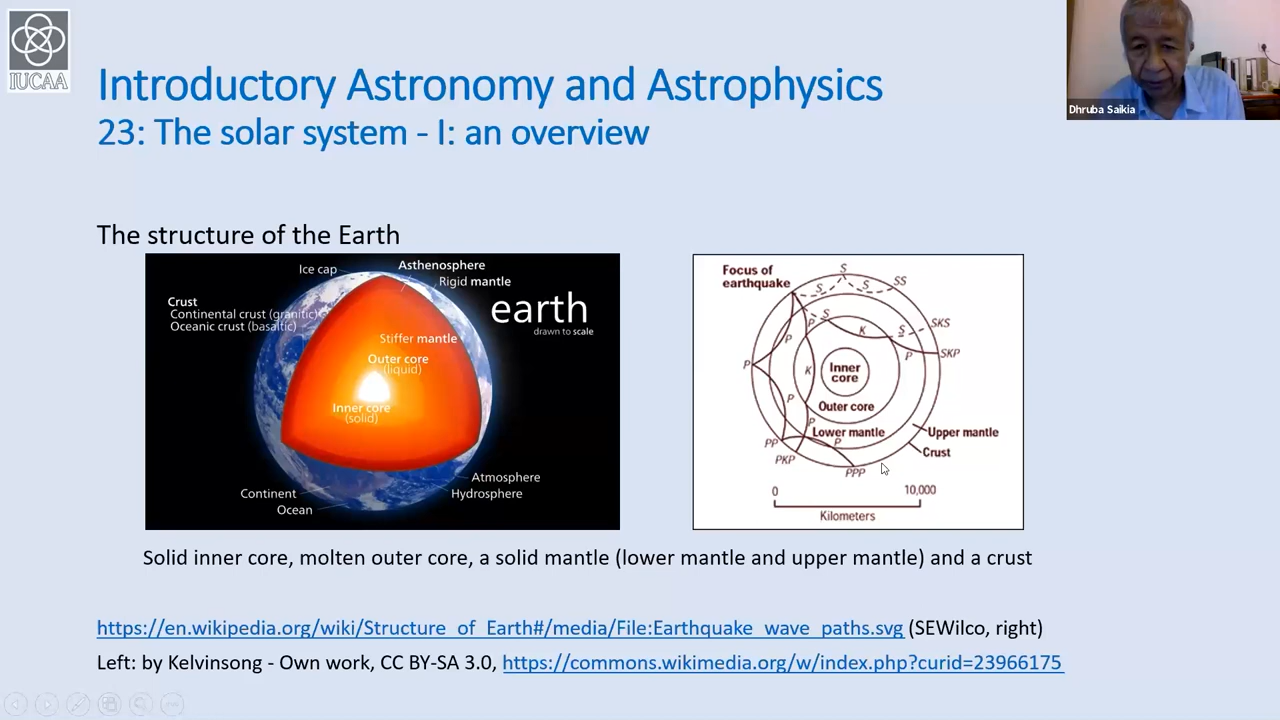 IUCAA
Introductory Astronomy and Astrophysics
23: The solar system - I: an overview
Dhruba Saikia
The structure of the Earth
Ice cap
Asthenosphere
Rigid mantle
Crust
Continental crust (granitic)
Oceanic crust (basaltic)
earth
drawn to scale
Stiffer mantle
Outer core
(liquid)
Inner core
(solid)
Atmosphere
Hydrosphere
Continent
Ocean
Focus of
earthquake
S
SS
S
S
S
P
K
S
SKS
P
SKP
P
P
K
Inner
core
P
Outer core
P
Lower mantle
P
Upper mantle
PP
Crust
PKP
PPP
0
10,000
Kilometers
Solid inner core, molten outer core, a solid mantle (lower mantle and upper mantle) and a crust
https://en.wikipedia.org/wiki/Structure_of_Earth#/media/File:Earthquake_wave_paths.svg (SEWilco, right)
Left: by Kelvinsong - Own work, CC BY-SA 3.0, https://commons.wikimedia.org/w/index.php?curid=23966175